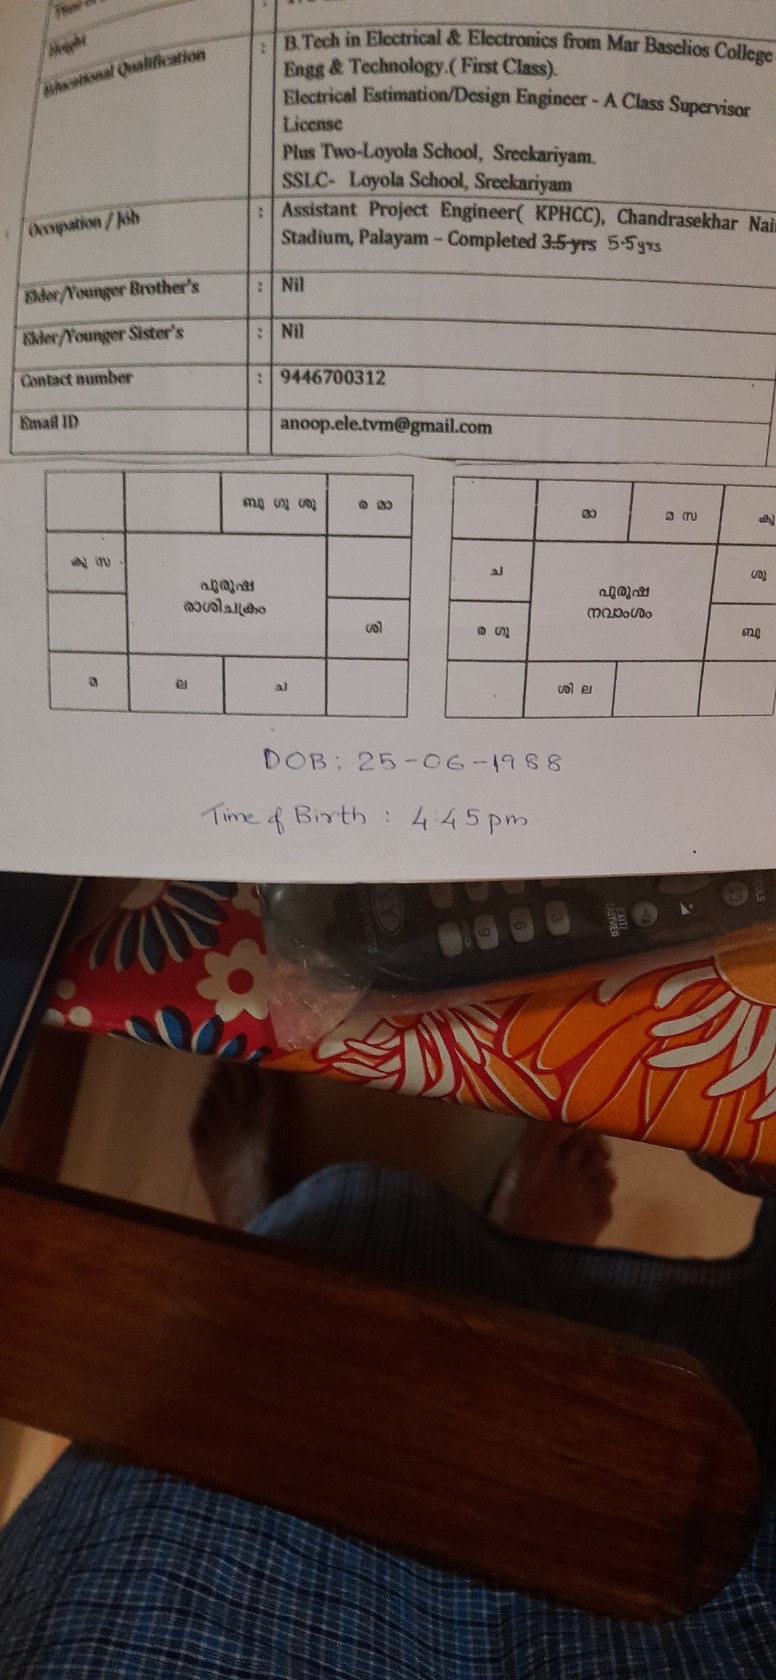 Height
Educational Qualification : B.Tech in Electrical & Electronics from Mar Baselios College
Engg & Technology.( First Class).
Electrical Estimation/Design Engineer - A Class Supervisor
License
Plus Two-Loyola School, Sreekariyam.
SSLC- Loyola School, Sreekariyam
Occupation / Job : Assistant Project Engineer( KPHCC), Chandrasekhar Nair
Stadium, Palayam – Completed 3.5 yrs 5.5yrs
Elder/Younger Brother's : Nil
Elder/Younger Sister's : Nil
Contact number : 9446700312
Email ID anoop.ele.tvm@gmail.com
ബു ഗു ശു ര മാ
കു സ
പുരുഷ
രാശിചക്രം
ശി
മ ല ച
മാ മ സ കു
ച ശു
പുരുഷ
നവാംശം
ര ഗു ബു
ശി ല
DOB: 25-06-1988
Time of Birth : 4:45pm
EXIT/
3
6
9